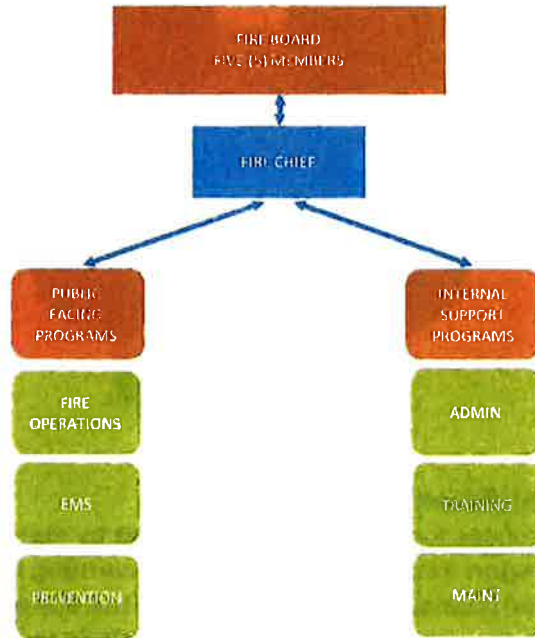 FIRE BOARD
FIVE (5) MEMBERS
FIRE CHIEF
PUBLIC
FACING
PROGRAMS
INTERNAL
SUPPORT
PROGRAMS
FIRE
OPERATIONS
ADMIN
EMS
TRAINING
PREVENTION
MAINT